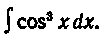 ∫ cos³ x dx.